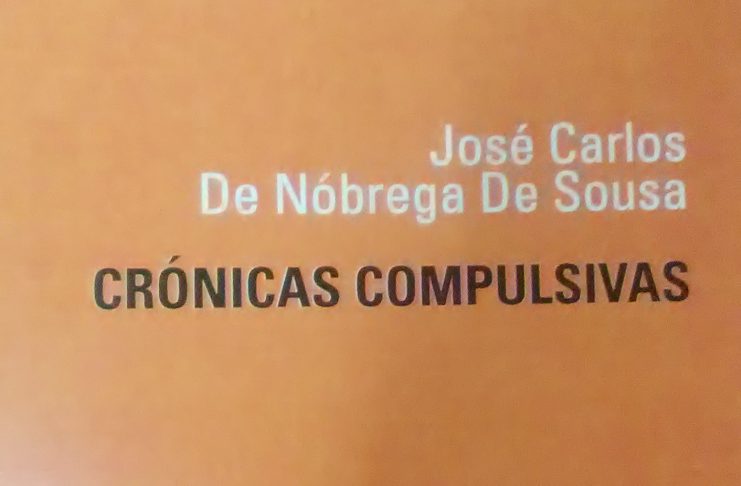 José Carlos
De Nóbrega De Sousa
CRÓNICAS COMPULSIVAS